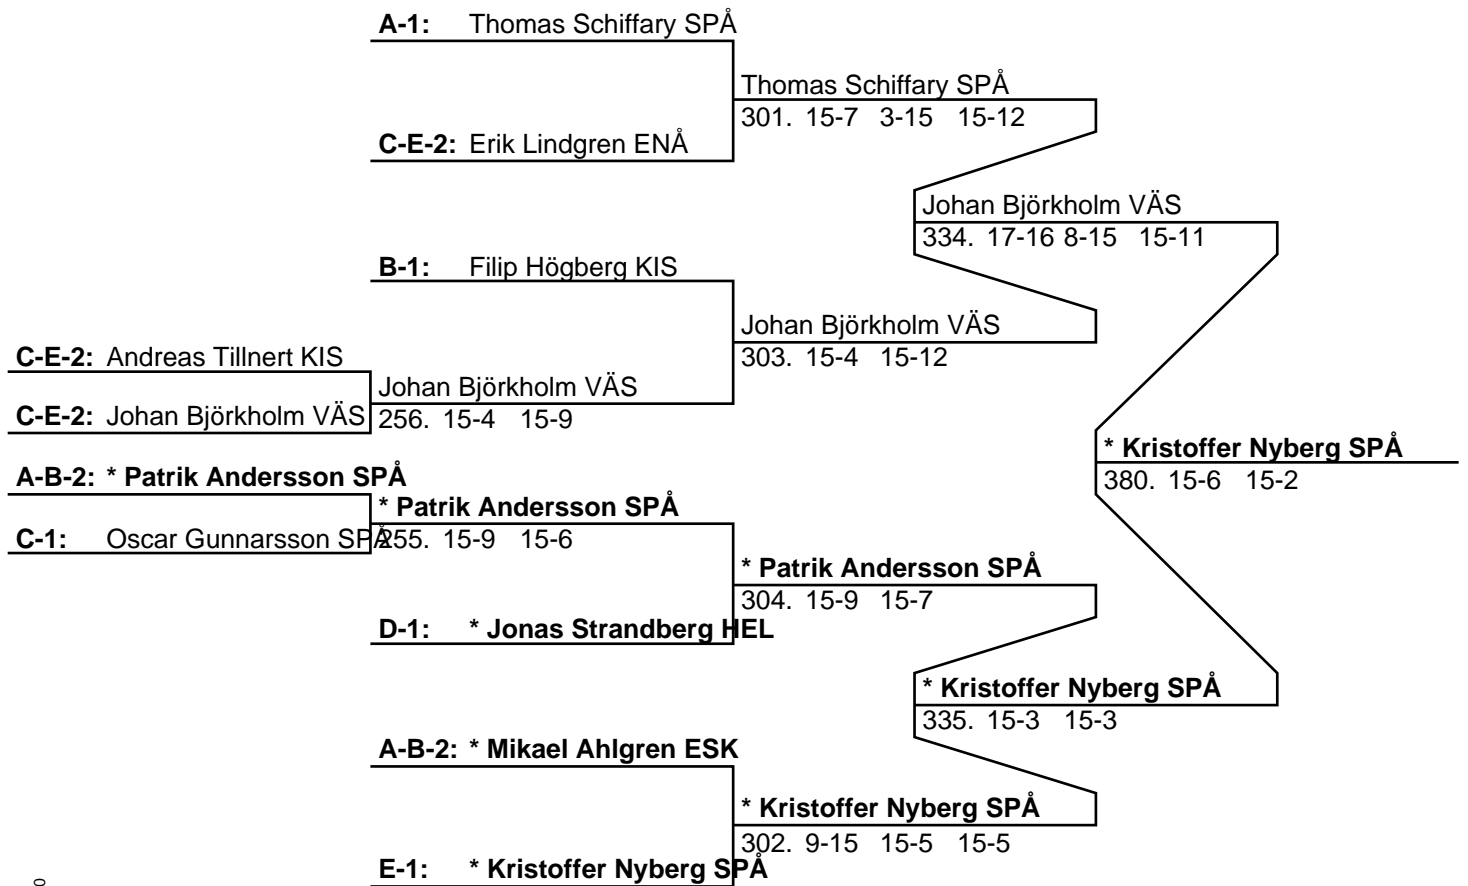 A-1: Thomas Schiffary SPÅ
Thomas Schiffary SPÅ
301. 15-7 3-15 15-12
C-E-2: Erik Lindgren ENÅ
Johan Björkholm VÄS
334. 17-16 8-15 15-11
B-1: Filip Högberg KIS
Johan Björkholm VÄS
303. 15-4 15-12
C-E-2: Andreas Tillnert KIS
Johan Björkholm VÄS
256. 15-4 15-9
C-E-2: Johan Björkholm VÄS
* Kristoffer Nyberg SPÅ
380. 15-6 15-2
A-B-2: * Patrik Andersson SPÅ
* Patrik Andersson SPÅ
255. 15-9 15-6
C-1: Oscar Gunnarsson SPÅ
* Patrik Andersson SPÅ
304. 15-9 15-7
D-1: * Jonas Strandberg HEL
* Kristoffer Nyberg SPÅ
335. 15-3 15-3
A-B-2: * Mikael Ahlgren ESK
* Kristoffer Nyberg SPÅ
302. 9-15 15-5 15-5
E-1: * Kristoffer Nyberg SPÅ